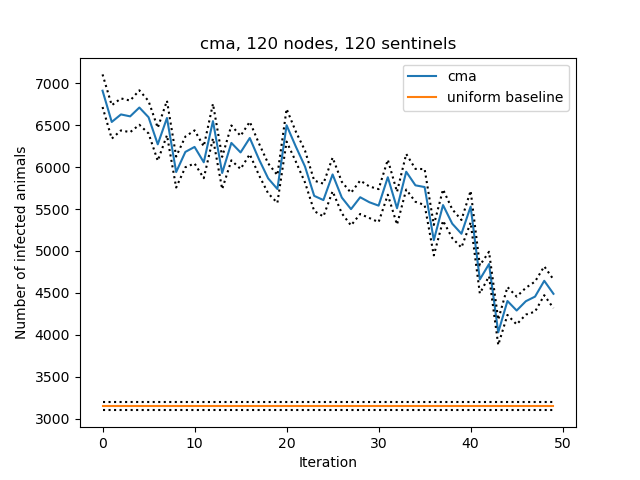 cma, 120 nodes, 120 sentinels
cma
uniform baseline
Number of infected animals
7000
6500
6000
5500
5000
4500
4000
3500
3000
0 10 20 30 40 50
Iteration